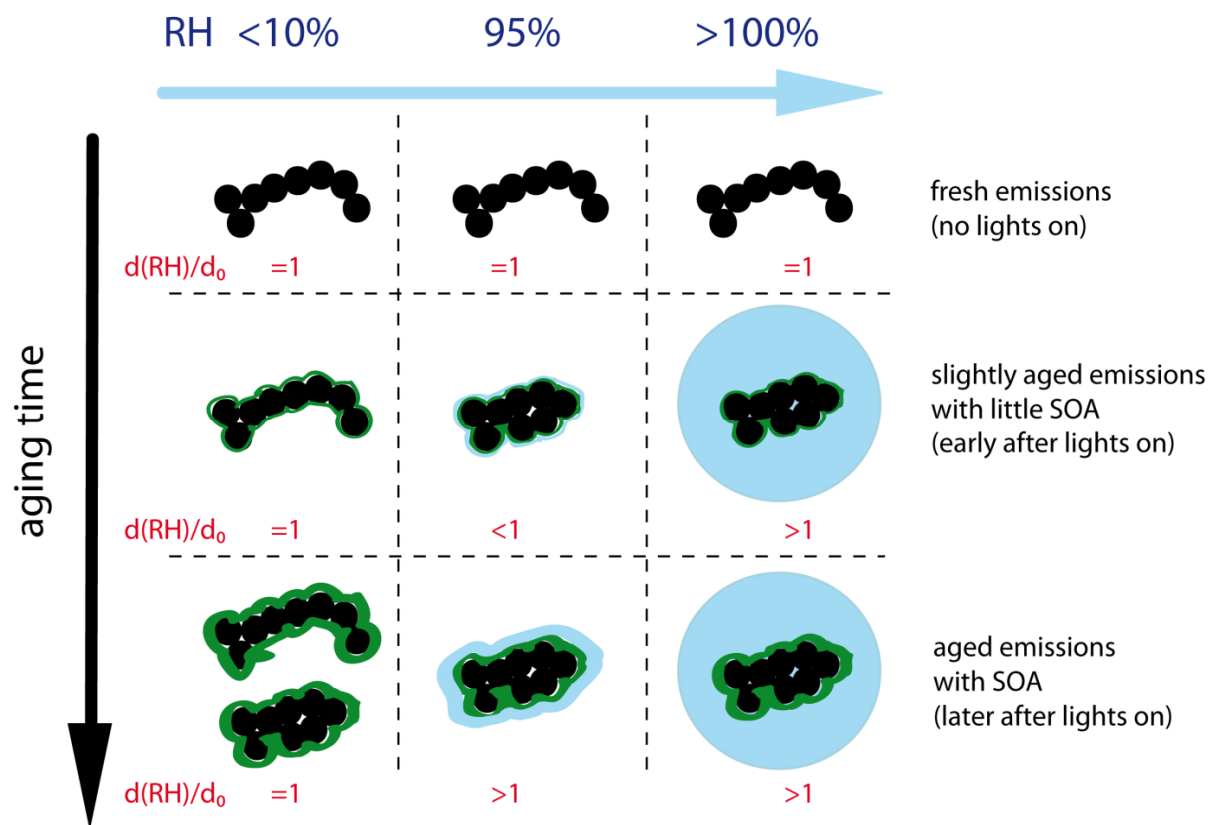 RH <10% 95% >100%
fresh emissions
(no lights on)
d(RH)/d₀ =1 =1 =1
aging time
slightly aged emissions
with little SOA
(early after lights on)
d(RH)/d₀ =1 <1 >1
aged emissions
with SOA
(later after lights on)
d(RH)/d₀ =1 >1 >1